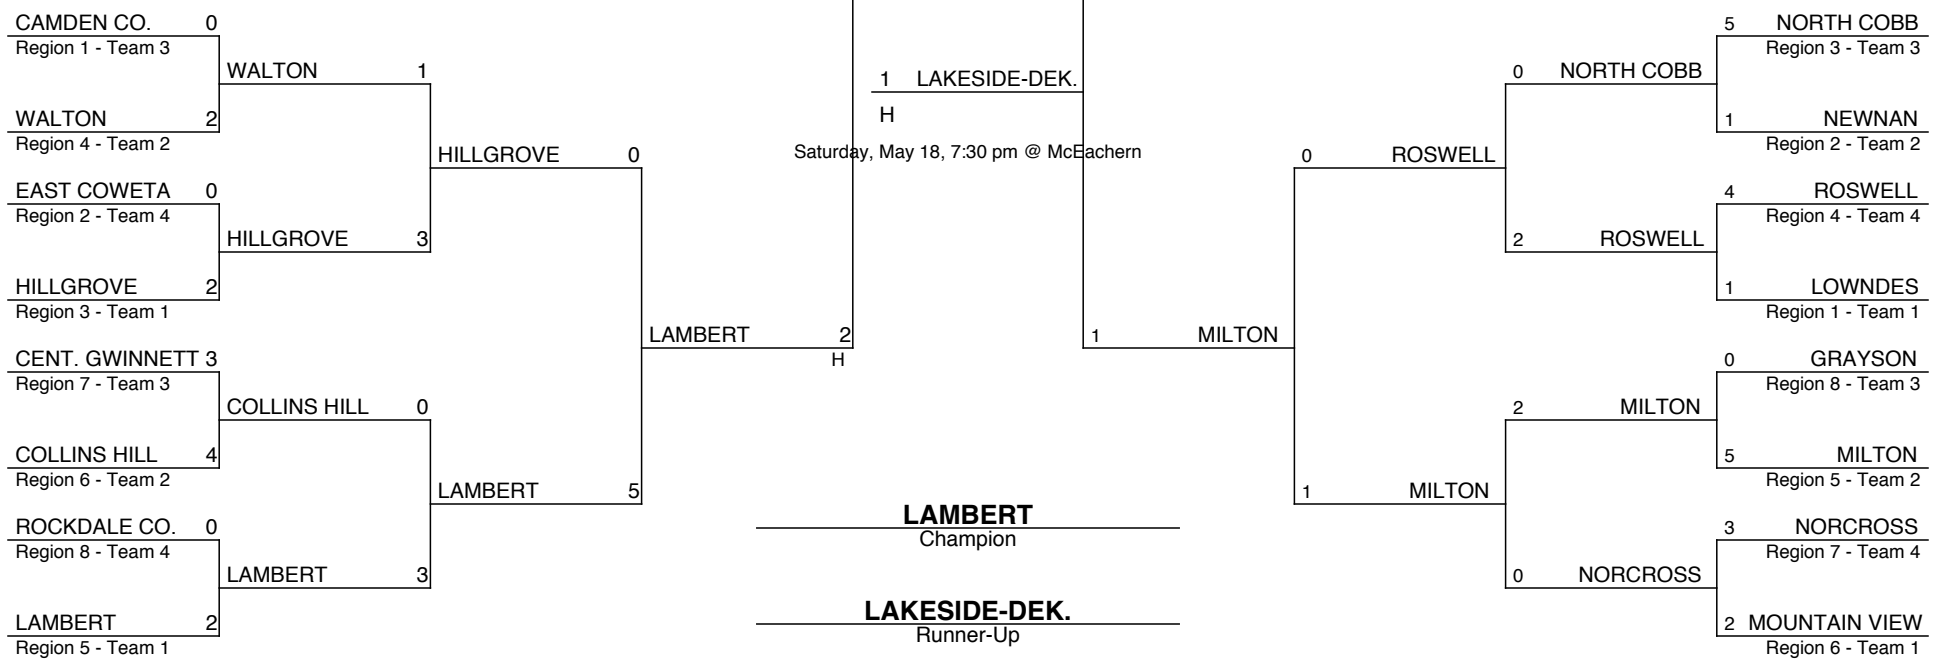 CAMDEN CO. 0
Region 1 - Team 3
WALTON 1
WALTON 2
Region 4 - Team 2
HILLGROVE 0
EAST COWETA 0
Region 2 - Team 4
HILLGROVE 3
HILLGROVE 2
Region 3 - Team 1
LAMBERT 2
H
CENT. GWINNETT 3
Region 7 - Team 3
COLLINS HILL 0
COLLINS HILL 4
Region 6 - Team 2
LAMBERT 5
ROCKDALE CO. 0
Region 8 - Team 4
LAMBERT 3
LAMBERT 2
Region 5 - Team 1
1 LAKESIDE-DEK.
H
Saturday, May 18, 7:30 pm @ McEachern
LAMBERT
Champion
LAKESIDE-DEK.
Runner-Up
5 NORTH COBB
Region 3 - Team 3
0 NORTH COBB
1 NEWNAN
Region 2 - Team 2
0 ROSWELL
4 ROSWELL
Region 4 - Team 4
2 ROSWELL
1 LOWNDES
Region 1 - Team 1
1 MILTON
0 GRAYSON
Region 8 - Team 3
2 MILTON
5 MILTON
Region 5 - Team 2
1 MILTON
3 NORCROSS
Region 7 - Team 4
0 NORCROSS
2 MOUNTAIN VIEW
Region 6 - Team 1